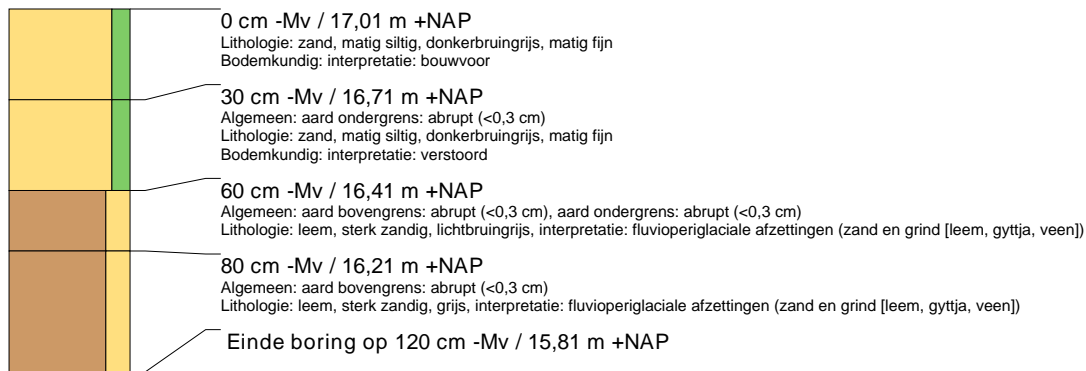 0 cm -Mv / 17,01 m +NAP
Lithologie: zand, matig siltig, donkerbruingrijs, matig fijn
Bodemkundig: interpretatie: bouwvoor
30 cm -Mv / 16,71 m +NAP
Algemeen: aard ondergrens: abrupt (<0,3 cm)
Lithologie: zand, matig siltig, donkerbruingrijs, matig fijn
Bodemkundig: interpretatie: verstoord
60 cm -Mv / 16,41 m +NAP
Algemeen: aard bovengrens: abrupt (<0,3 cm), aard ondergrens: abrupt (<0,3 cm)
Lithologie: leem, sterk zandig, lichtbruingrijs, interpretatie: fluvioperiglaciale afzettingen (zand en grind [leem, gyttja, veen])
80 cm -Mv / 16,21 m +NAP
Algemeen: aard bovengrens: abrupt (<0,3 cm)
Lithologie: leem, sterk zandig, grijs, interpretatie: fluvioperiglaciale afzettingen (zand en grind [leem, gyttja, veen])
Einde boring op 120 cm -Mv / 15,81 m +NAP